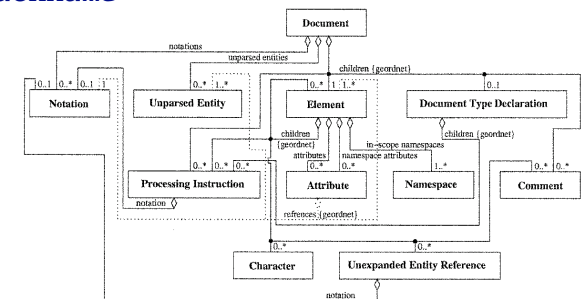 Document
notations
unparsed entities
children {geordnet}
0..1 0..* 0..1 1 0..* 1..* 0..* 1 1..* 0..1
Notation Unparsed Entity Element Document Type Declaration
children {geordnet} children {geordnet}
in-scope namespaces
attributes namespace attributes
0..* 0..* 0..* 0..* 0..* 1..* 0..* 0..*
Processing Instruction Attribute Namespace Comment
notation
refrences {geordnet}
0..* 0..*
Character Unexpanded Entity Reference
notation